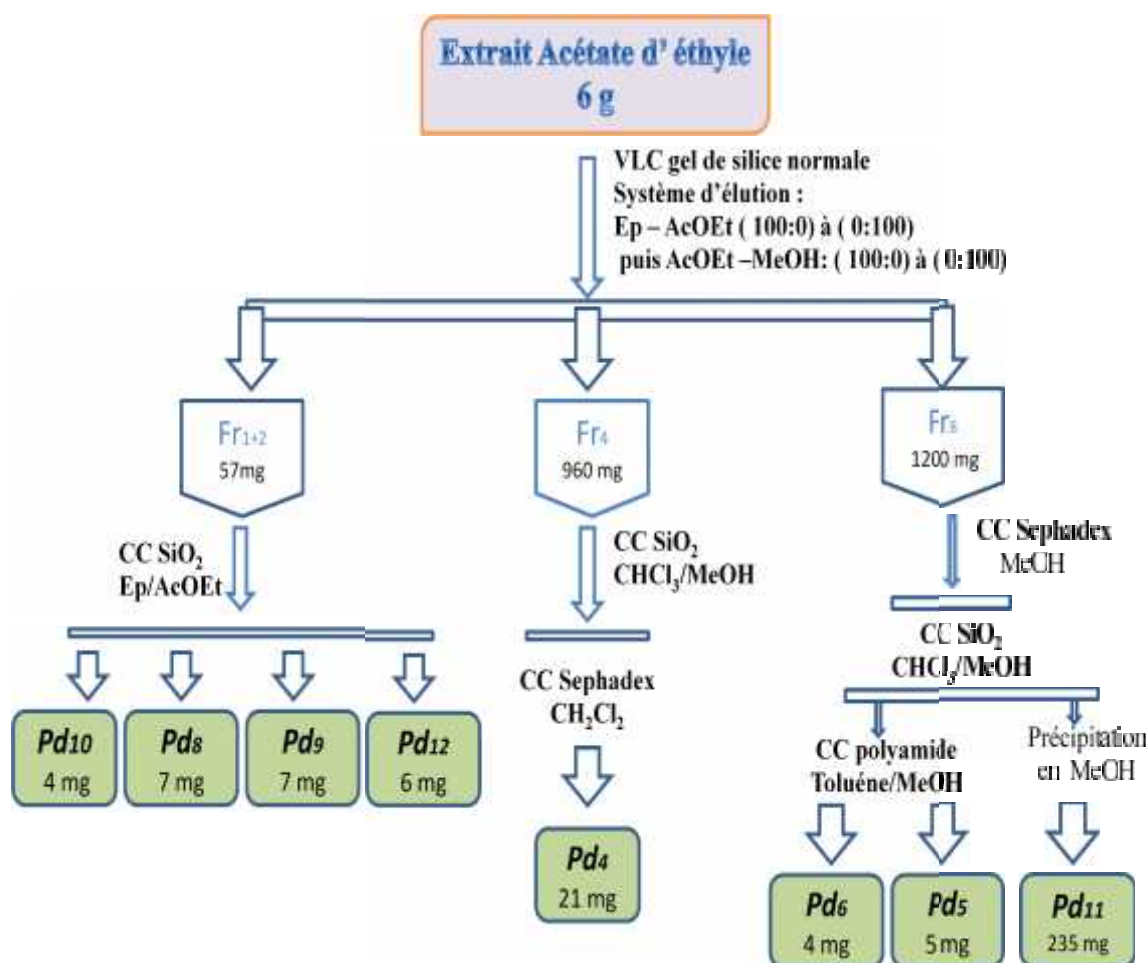 Extrait Acétate d' éthyle
6 g
VLC gel de silice normale
Système d'élution :
Ep – AcOEt ( 100:0) à ( 0:100)
puis AcOEt –MeOH: ( 100:0) à ( 0:100)
Fr1+2
57mg
CC SiO2
Ep/AcOEt
Pd10
4 mg
Pd8
7 mg
Pd9
7 mg
Pd12
6 mg
Fr4
960 mg
CC SiO2
CHCl3/MeOH
CC Sephadex
CH2Cl2
Pd4
21 mg
1200 mg
CC Sephadex
MeOH
CC SiO2
CHCl3/MeOH
CC polyamide
Toluéne/MeOH
Précipitation
en MeOH
Pd6
4 mg
Pd5
5 mg
Pd11
235 mg